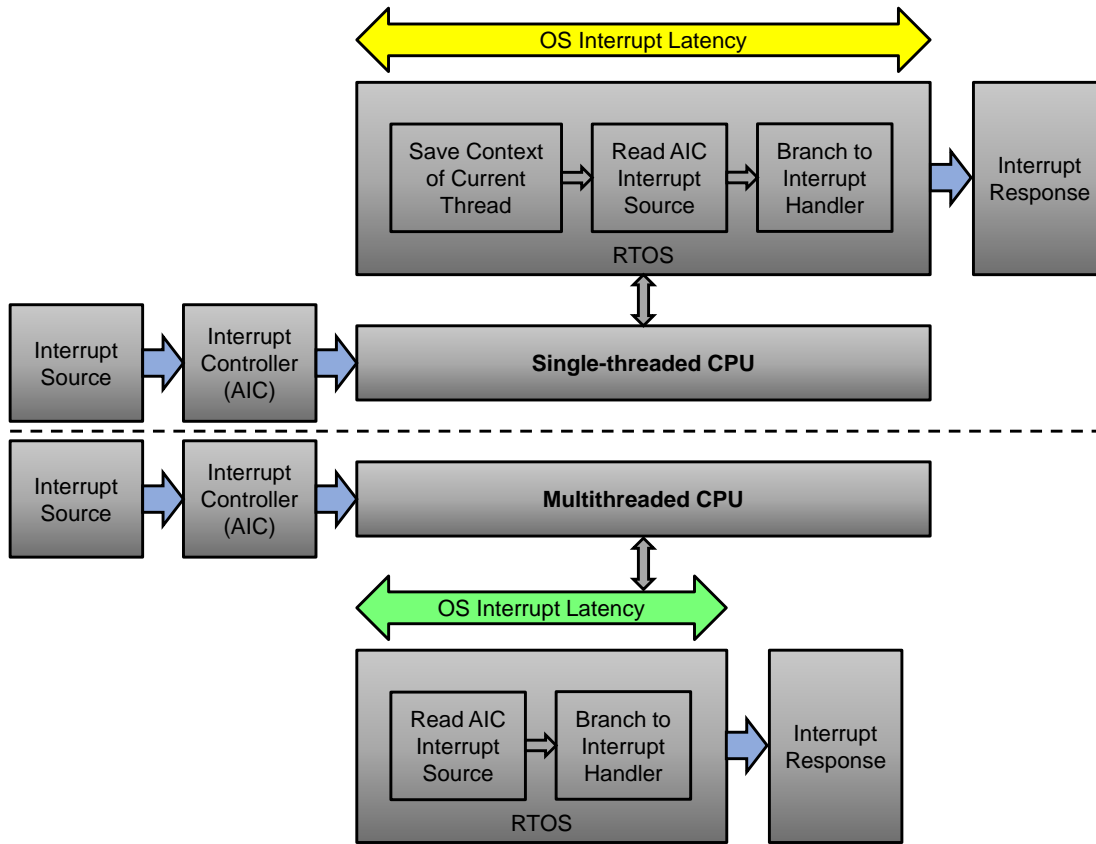 OS Interrupt Latency
Save Context
of Current
Thread
Read AIC
Interrupt
Source
Branch to
Interrupt
Handler
RTOS
Interrupt
Response
Interrupt
Source
Interrupt
Controller
(AIC)
Single-threaded CPU
Interrupt
Source
Interrupt
Controller
(AIC)
Multithreaded CPU
OS Interrupt Latency
Read AIC
Interrupt
Source
Branch to
Interrupt
Handler
RTOS
Interrupt
Response